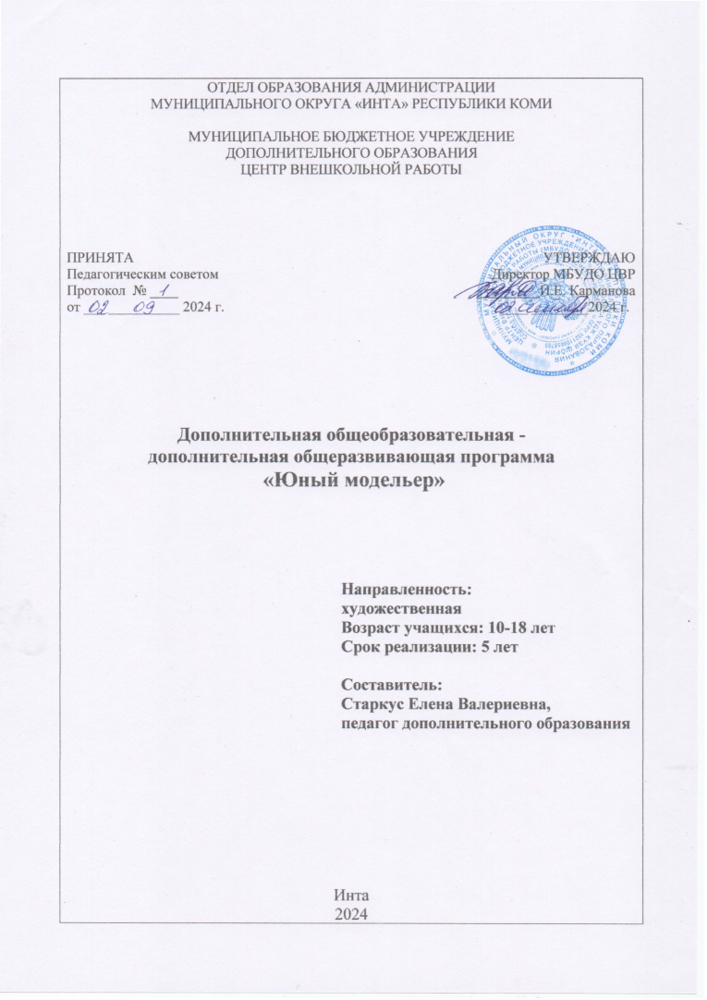 ОТДЕЛ ОБРАЗОВАНИЯ АДМИНИСТРАЦИИ
МУНИЦИПАЛЬНОГО ОКРУГА «ИНТА» РЕСПУБЛИКИ КОМИ
МУНИЦИПАЛЬНОЕ БЮДЖЕТНОЕ УЧРЕЖДЕНИЕ
ДОПОЛНИТЕЛЬНОГО ОБРАЗОВАНИЯ
ЦЕНТР ВНЕШКОЛЬНОЙ РАБОТЫ
ПРИНЯТА
Педагогическим советом
Протокол № 1
от 02 09 2024 г.
УТВЕРЖДАЮ
Директор МБУДО ЦВР
И.Е. Карманова
02 сентября 2024 г.
Дополнительная общеобразовательная -
дополнительная общеразвивающая программа
«Юный модельер»
Направленность:
художественная
Возраст учащихся: 10-18 лет
Срок реализации: 5 лет
Составитель:
Старкус Елена Валериевна,
педагог дополнительного образования
Инта
2024